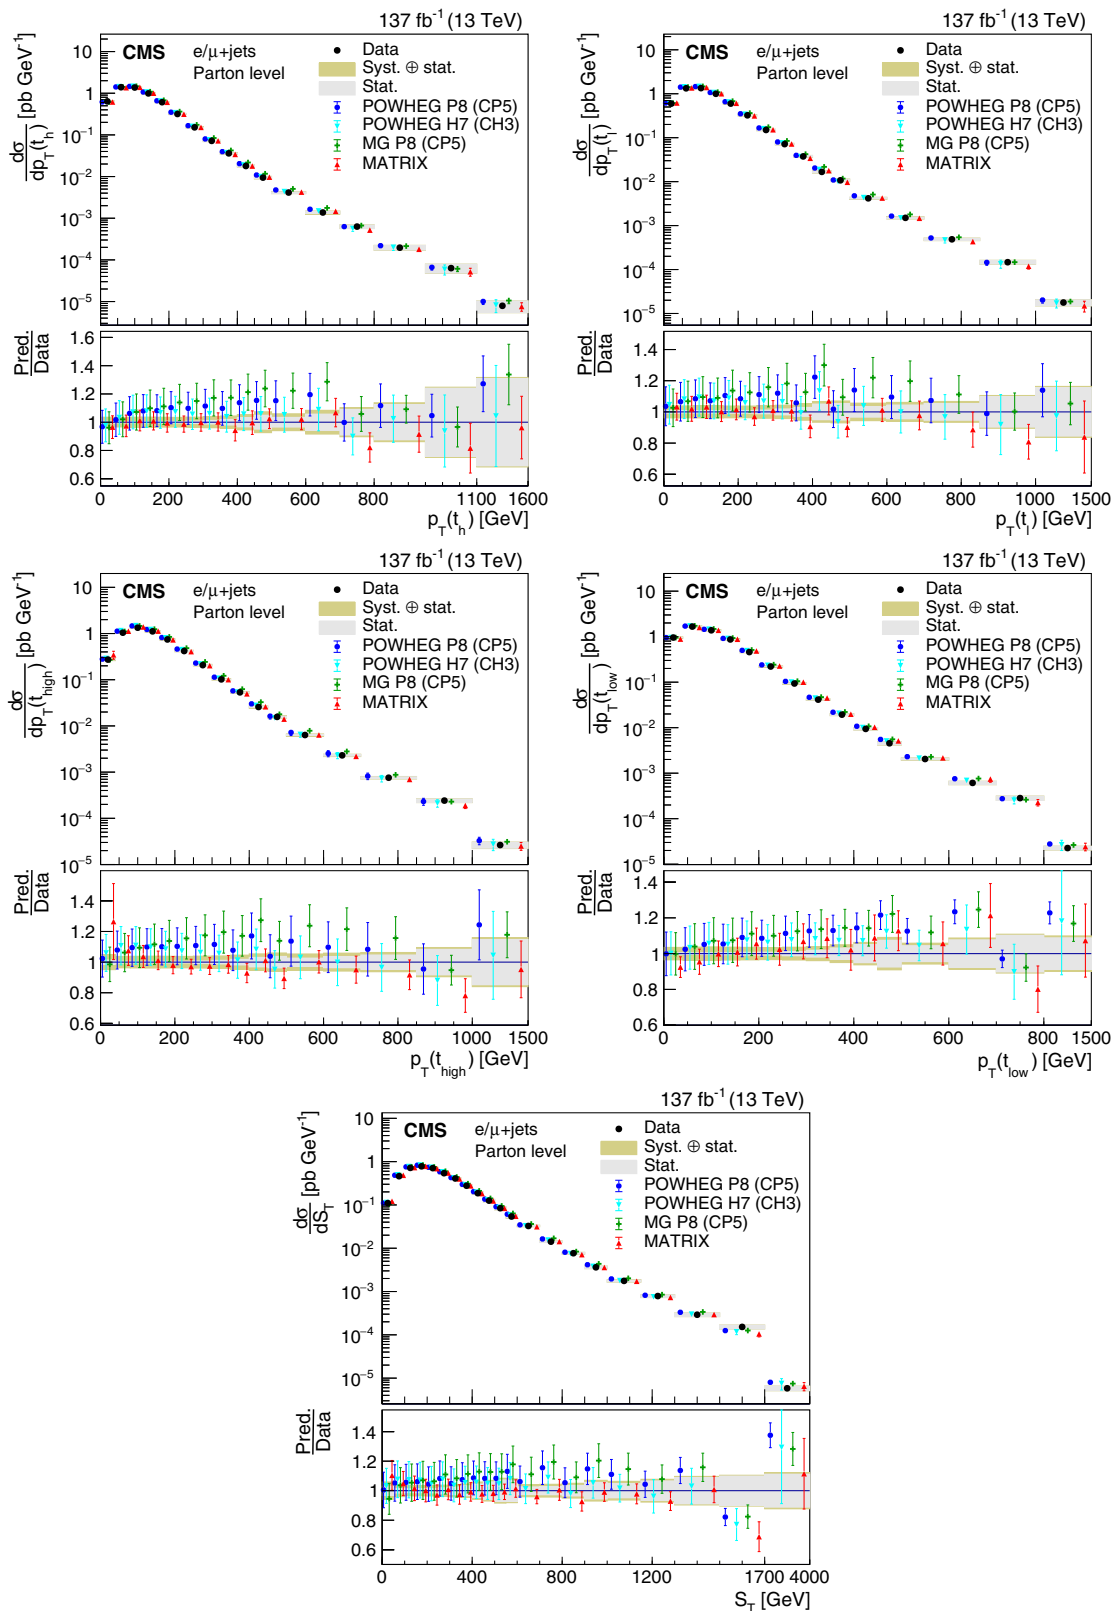 137 fb⁻¹ (13 TeV)
CMS e/μ+jets
Parton level
Data
Syst. ⊕ stat.
Stat.
POWHEG P8 (CP5)
POWHEG H7 (CH3)
MG P8 (CP5)
MATRIX
dσ/dp_T(t_h) [pb GeV⁻¹]
10
1
10⁻¹
10⁻²
10⁻³
10⁻⁴
10⁻⁵
Pred./Data
1.6
1.4
1.2
1.0
0.8
0.6
0 200 400 600 800 1100 1600
p_T(t_h) [GeV]
137 fb⁻¹ (13 TeV)
CMS e/μ+jets
Parton level
Data
Syst. ⊕ stat.
Stat.
POWHEG P8 (CP5)
POWHEG H7 (CH3)
MG P8 (CP5)
MATRIX
dσ/dp_T(t_l) [pb GeV⁻¹]
10
1
10⁻¹
10⁻²
10⁻³
10⁻⁴
10⁻⁵
Pred./Data
1.4
1.2
1
0.8
0.6
0 200 400 600 800 1000 1500
p_T(t_l) [GeV]
137 fb⁻¹ (13 TeV)
CMS e/μ+jets
Parton level
Data
Syst. ⊕ stat.
Stat.
POWHEG P8 (CP5)
POWHEG H7 (CH3)
MG P8 (CP5)
MATRIX
dσ/dp_T(t_high) [pb GeV⁻¹]
10
1
10⁻¹
10⁻²
10⁻³
10⁻⁴
10⁻⁵
Pred./Data
1.4
1.2
1
0.8
0.6
0 200 400 600 800 1000 1500
p_T(t_high) [GeV]
137 fb⁻¹ (13 TeV)
CMS e/μ+jets
Parton level
Data
Syst. ⊕ stat.
Stat.
POWHEG P8 (CP5)
POWHEG H7 (CH3)
MG P8 (CP5)
MATRIX
dσ/dp_T(t_low) [pb GeV⁻¹]
10
1
10⁻¹
10⁻²
10⁻³
10⁻⁴
10⁻⁵
Pred./Data
1.4
1.2
1
0.8
0.6
0 200 400 600 800 1500
p_T(t_low) [GeV]
137 fb⁻¹ (13 TeV)
CMS e/μ+jets
Parton level
Data
Syst. ⊕ stat.
Stat.
POWHEG P8 (CP5)
POWHEG H7 (CH3)
MG P8 (CP5)
MATRIX
dσ/dS_T [pb GeV⁻¹]
10
1
10⁻¹
10⁻²
10⁻³
10⁻⁴
10⁻⁵
Pred./Data
1.4
1.2
1
0.8
0.6
0 400 800 1200 1700 4000
S_T [GeV]